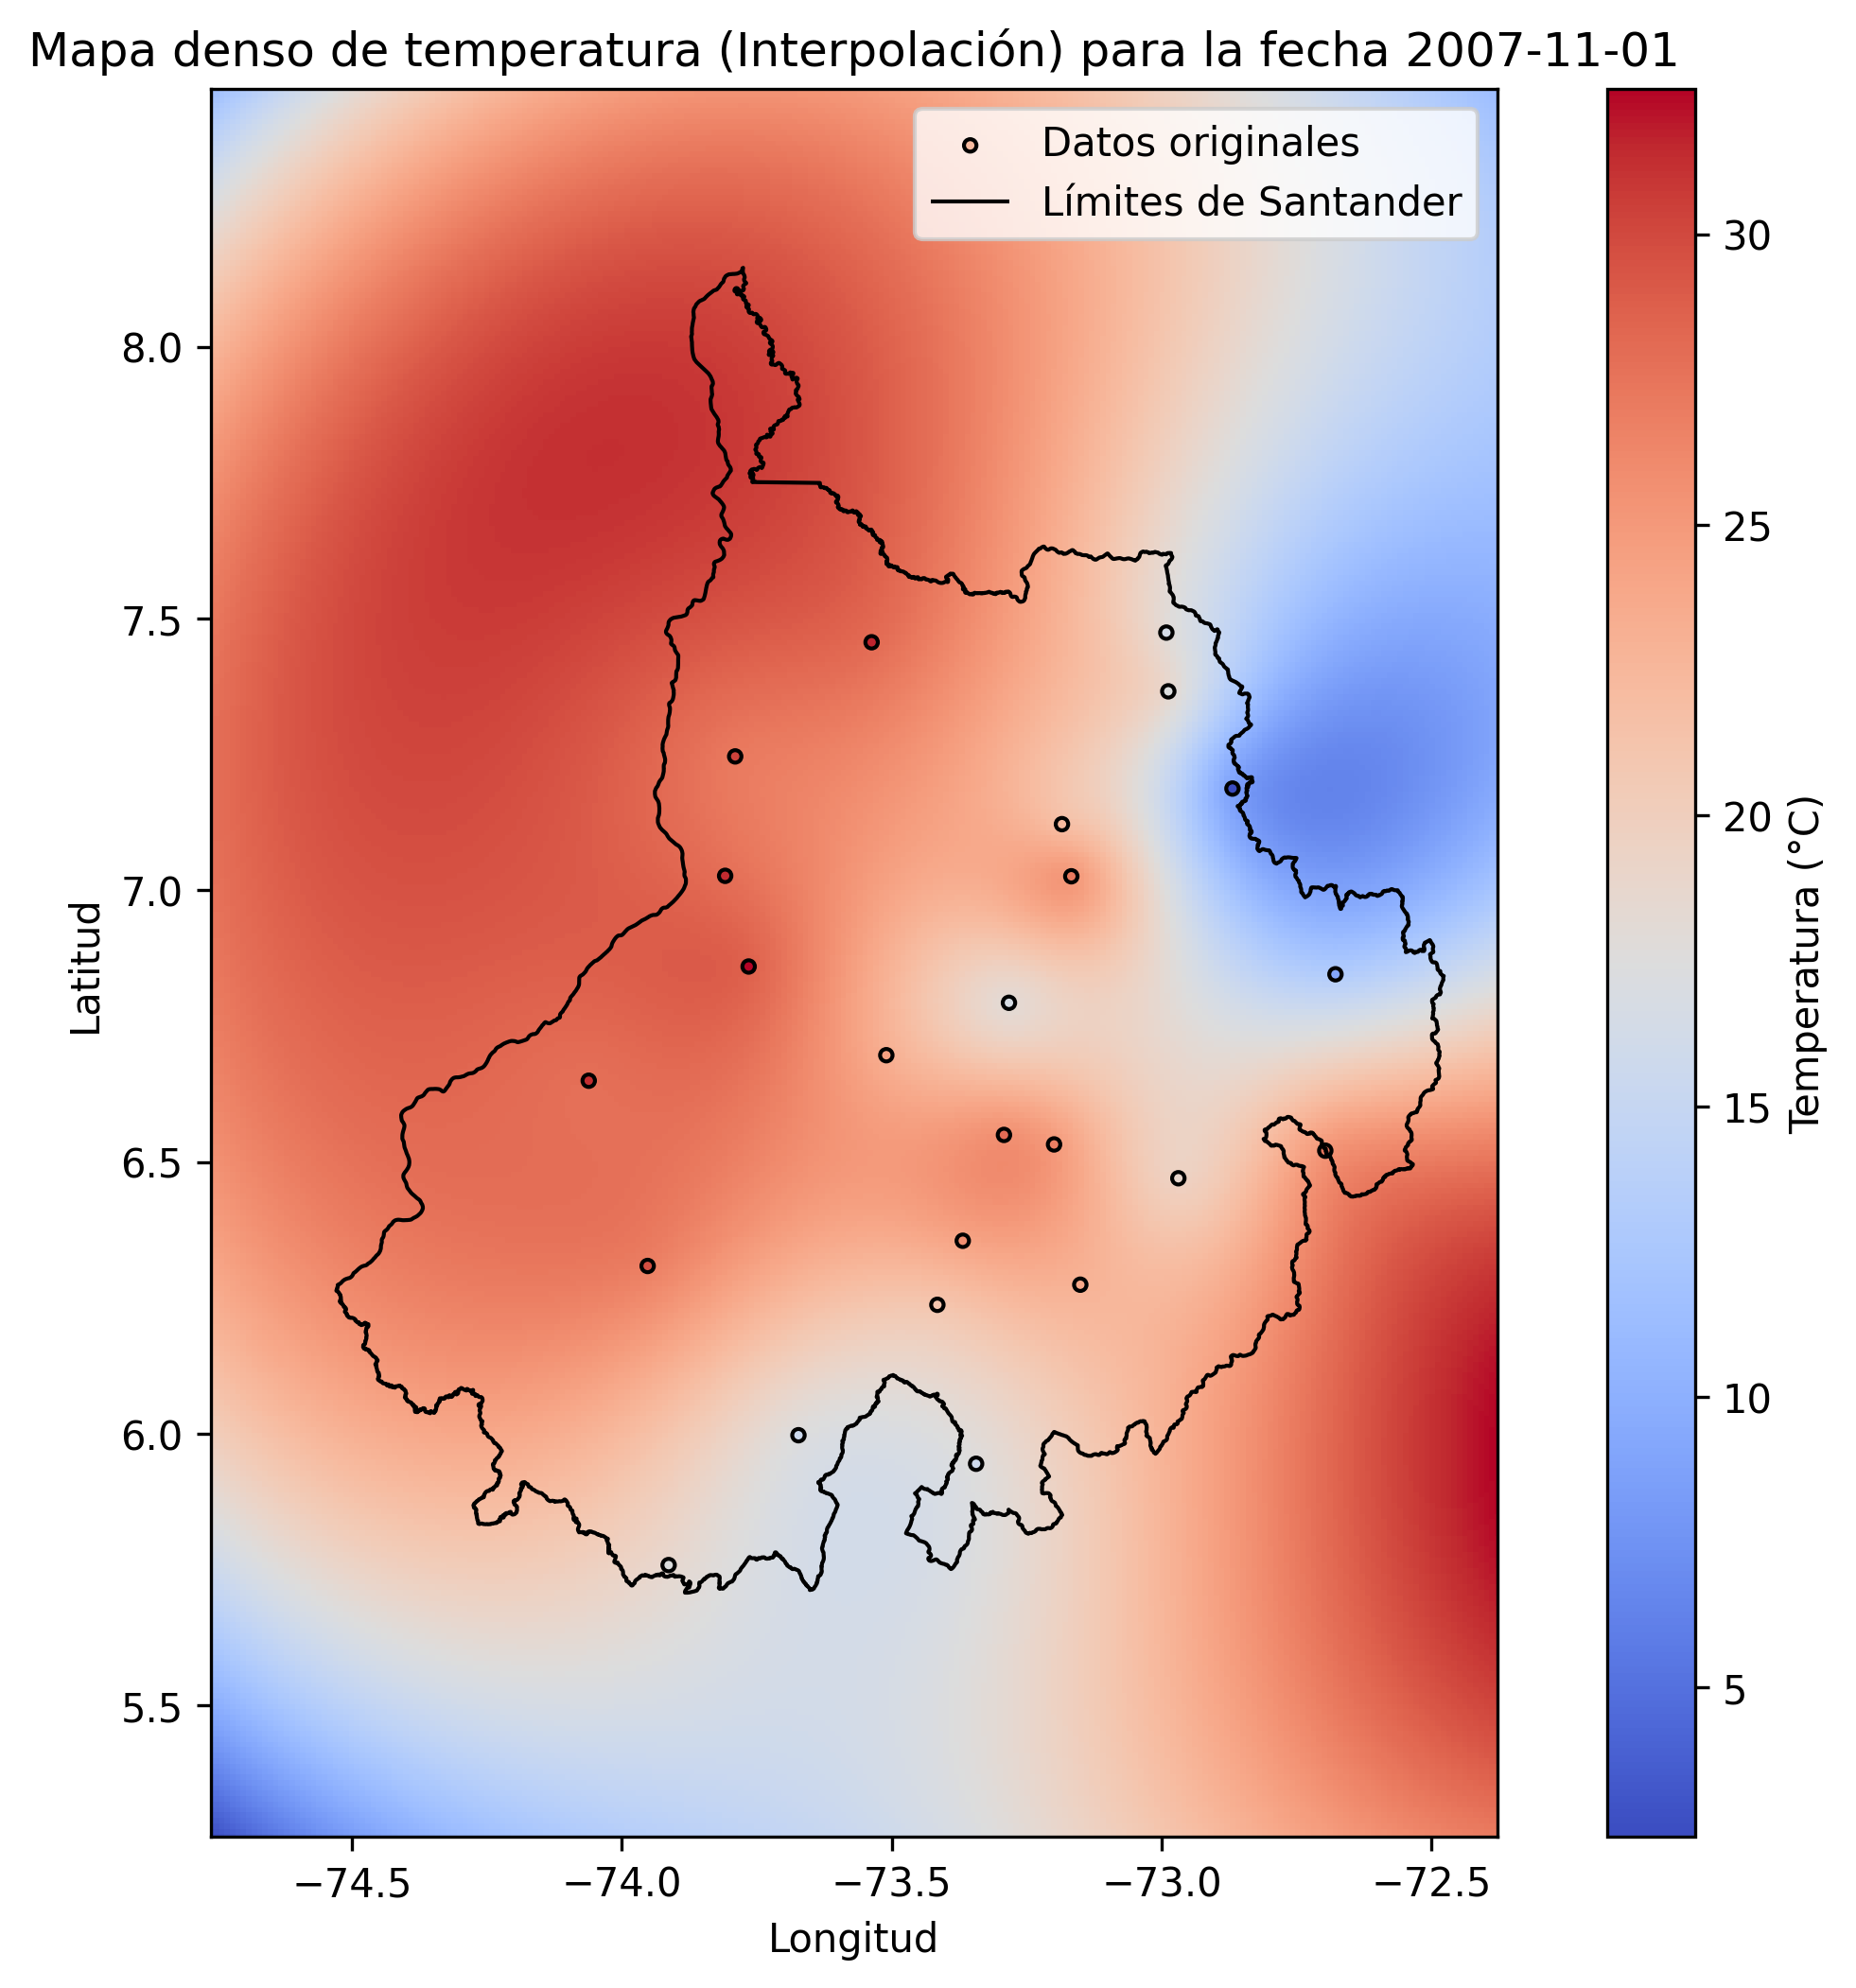 Mapa denso de temperatura (Interpolación) para la fecha 2007-11-01
Datos originales
Límites de Santander
8.0
7.5
7.0
6.5
6.0
5.5
Latitud
−74.5
−74.0
−73.5
−73.0
−72.5
Longitud
30
25
20
15
10
5
Temperatura (°C)